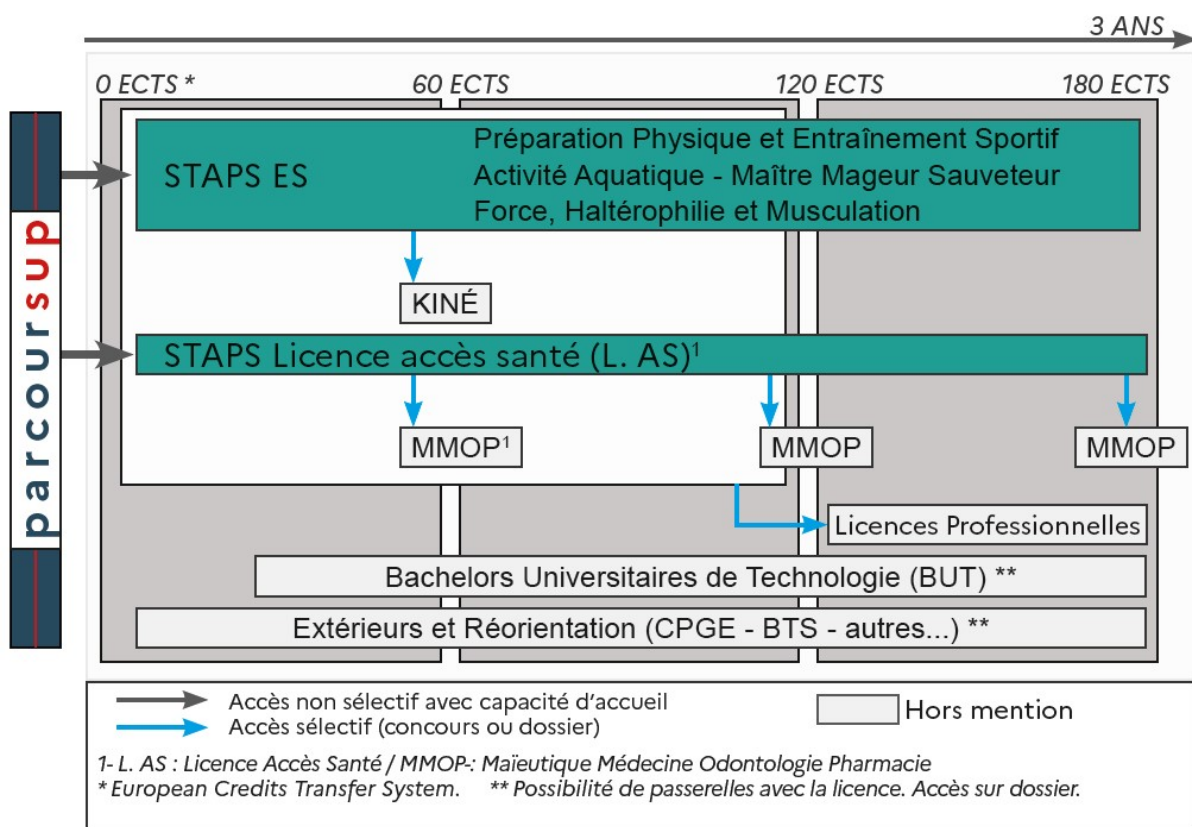 3 ANS
0 ECTS * 60 ECTS 120 ECTS 180 ECTS
parcoursup
STAPS ES
Préparation Physique et Entraînement Sportif
Activité Aquatique - Maître Mageur Sauveteur
Force, Haltérophilie et Musculation
KINÉ
STAPS Licence accès santé (L. AS)¹
MMOP¹ MMOP MMOP
Licences Professionnelles
Bachelors Universitaires de Technologie (BUT) **
Extérieurs et Réorientation (CPGE - BTS - autres...) **
Accès non sélectif avec capacité d'accueil
Accès sélectif (concours ou dossier)
Hors mention
1- L. AS : Licence Accès Santé / MMOP-: Maïeutique Médecine Odontologie Pharmacie
* European Credits Transfer System. ** Possibilité de passerelles avec la licence. Accès sur dossier.